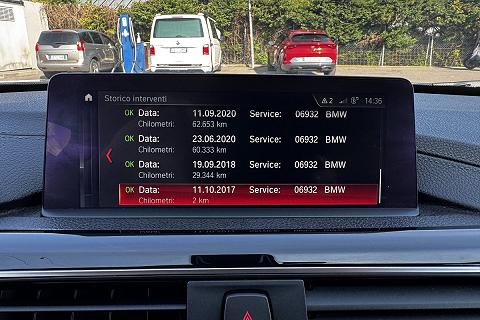 Storico interventi 2 14:36
OK Data: 11.09.2020 Service: 06932 BMW
Chilometri: 62.653 km
OK Data: 23.06.2020 Service: 06932 BMW
Chilometri: 60.333 km
OK Data: 19.09.2018 Service: 06932 BMW
Chilometri: 29.344 km
OK Data: 11.10.2017 Service: 06932 BMW
Chilometri: 2 km